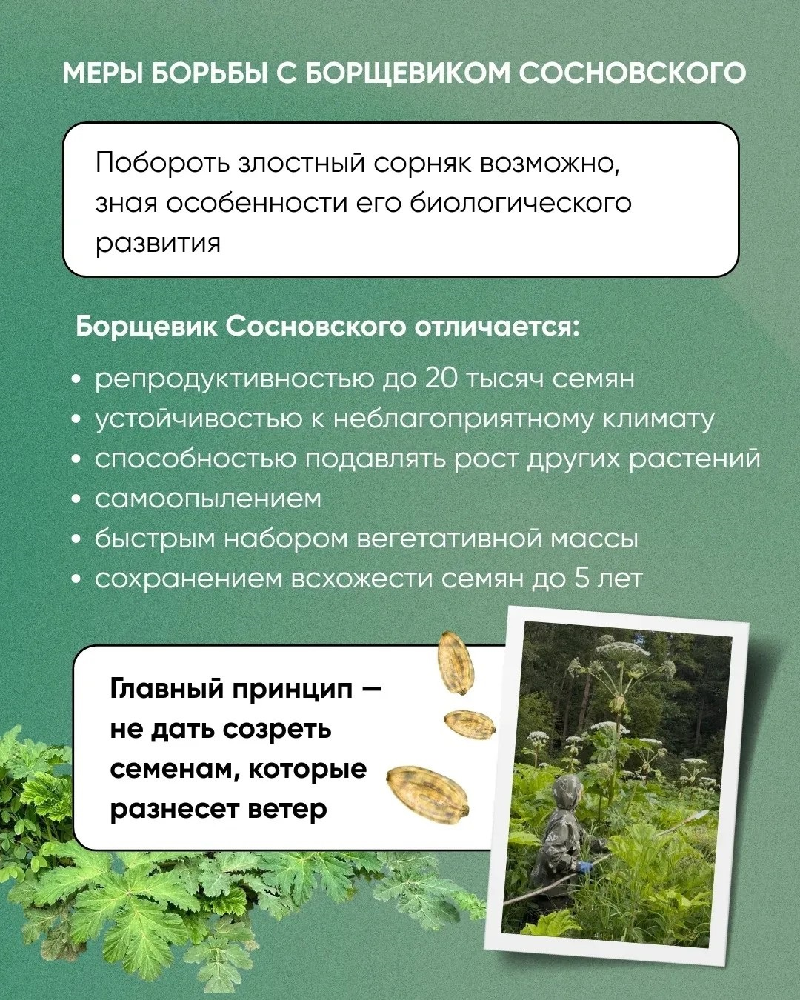 МЕРЫ БОРЬБЫ С БОРЩЕВИКОМ СОСНОВСКОГО
Побороть злостный сорняк возможно,
зная особенности его биологического
развития
Борщевик Сосновского отличается:
• репродуктивностью до 20 тысяч семян
• устойчивостью к неблагоприятному климату
• способностью подавлять рост других растений
• самоопылением
• быстрым набором вегетативной массы
• сохранением всхожести семян до 5 лет
Главный принцип —
не дать созреть
семенам, которые
разнесет ветер